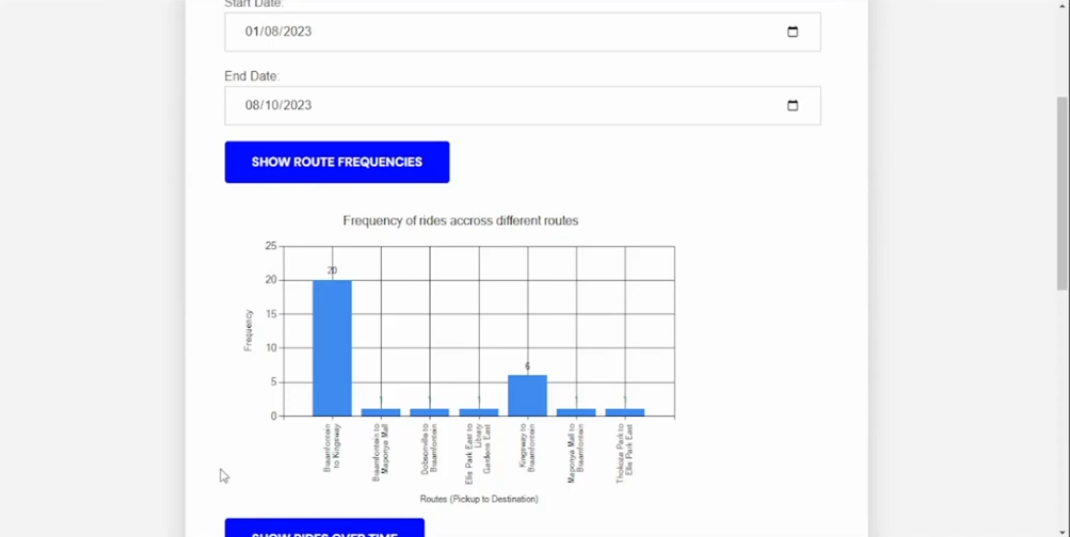 Start Date:
01/08/2023
End Date:
08/10/2023
SHOW ROUTE FREQUENCIES
Frequency of rides accross different routes
25
20
15
10
5
0
Frequency
20
1
1
1
6
1
1
Braamfontein
to Kingsway
Braamfontein to
Maponya Mall
Dobsonville to
Braamfontein
Ellis Park East to
Library
Gardens East
Kingsway to
Braamfontein
Maponya Mall to
Braamfontein
Thokoza Park to
Ellis Park East
Routes (Pickup to Destination)
SHOW RIDES OVER TIME